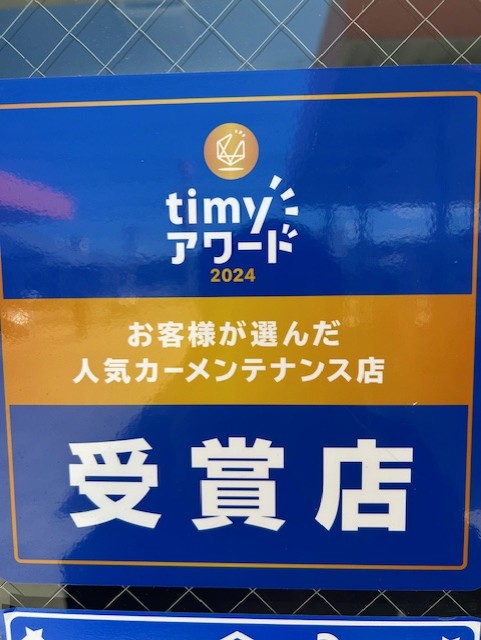 timy
アワード
2024
お客様が選んだ
人気カーメンテナンス店
受賞店